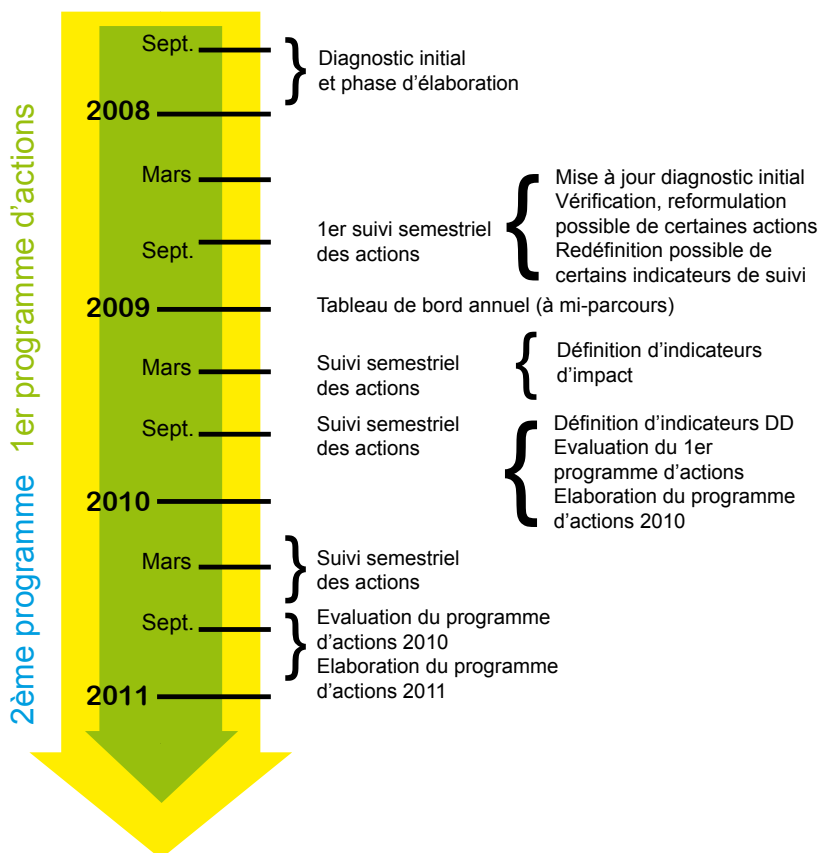 1er programme d'actions
2ème programme
Sept.
Diagnostic initial
et phase d'élaboration
2008
Mars
Sept.
1er suivi semestriel
des actions
Mise à jour diagnostic initial
Vérification, reformulation
possible de certaines actions
Redéfinition possible de
certains indicateurs de suivi
2009
Tableau de bord annuel (à mi-parcours)
Mars
Suivi semestriel
des actions
Définition d'indicateurs
d'impact
Sept.
Suivi semestriel
des actions
Définition d'indicateurs DD
Evaluation du 1er
programme d'actions
Elaboration du programme
d'actions 2010
2010
Mars
Suivi semestriel
des actions
Sept.
Evaluation du programme
d'actions 2010
Elaboration du programme
d'actions 2011
2011